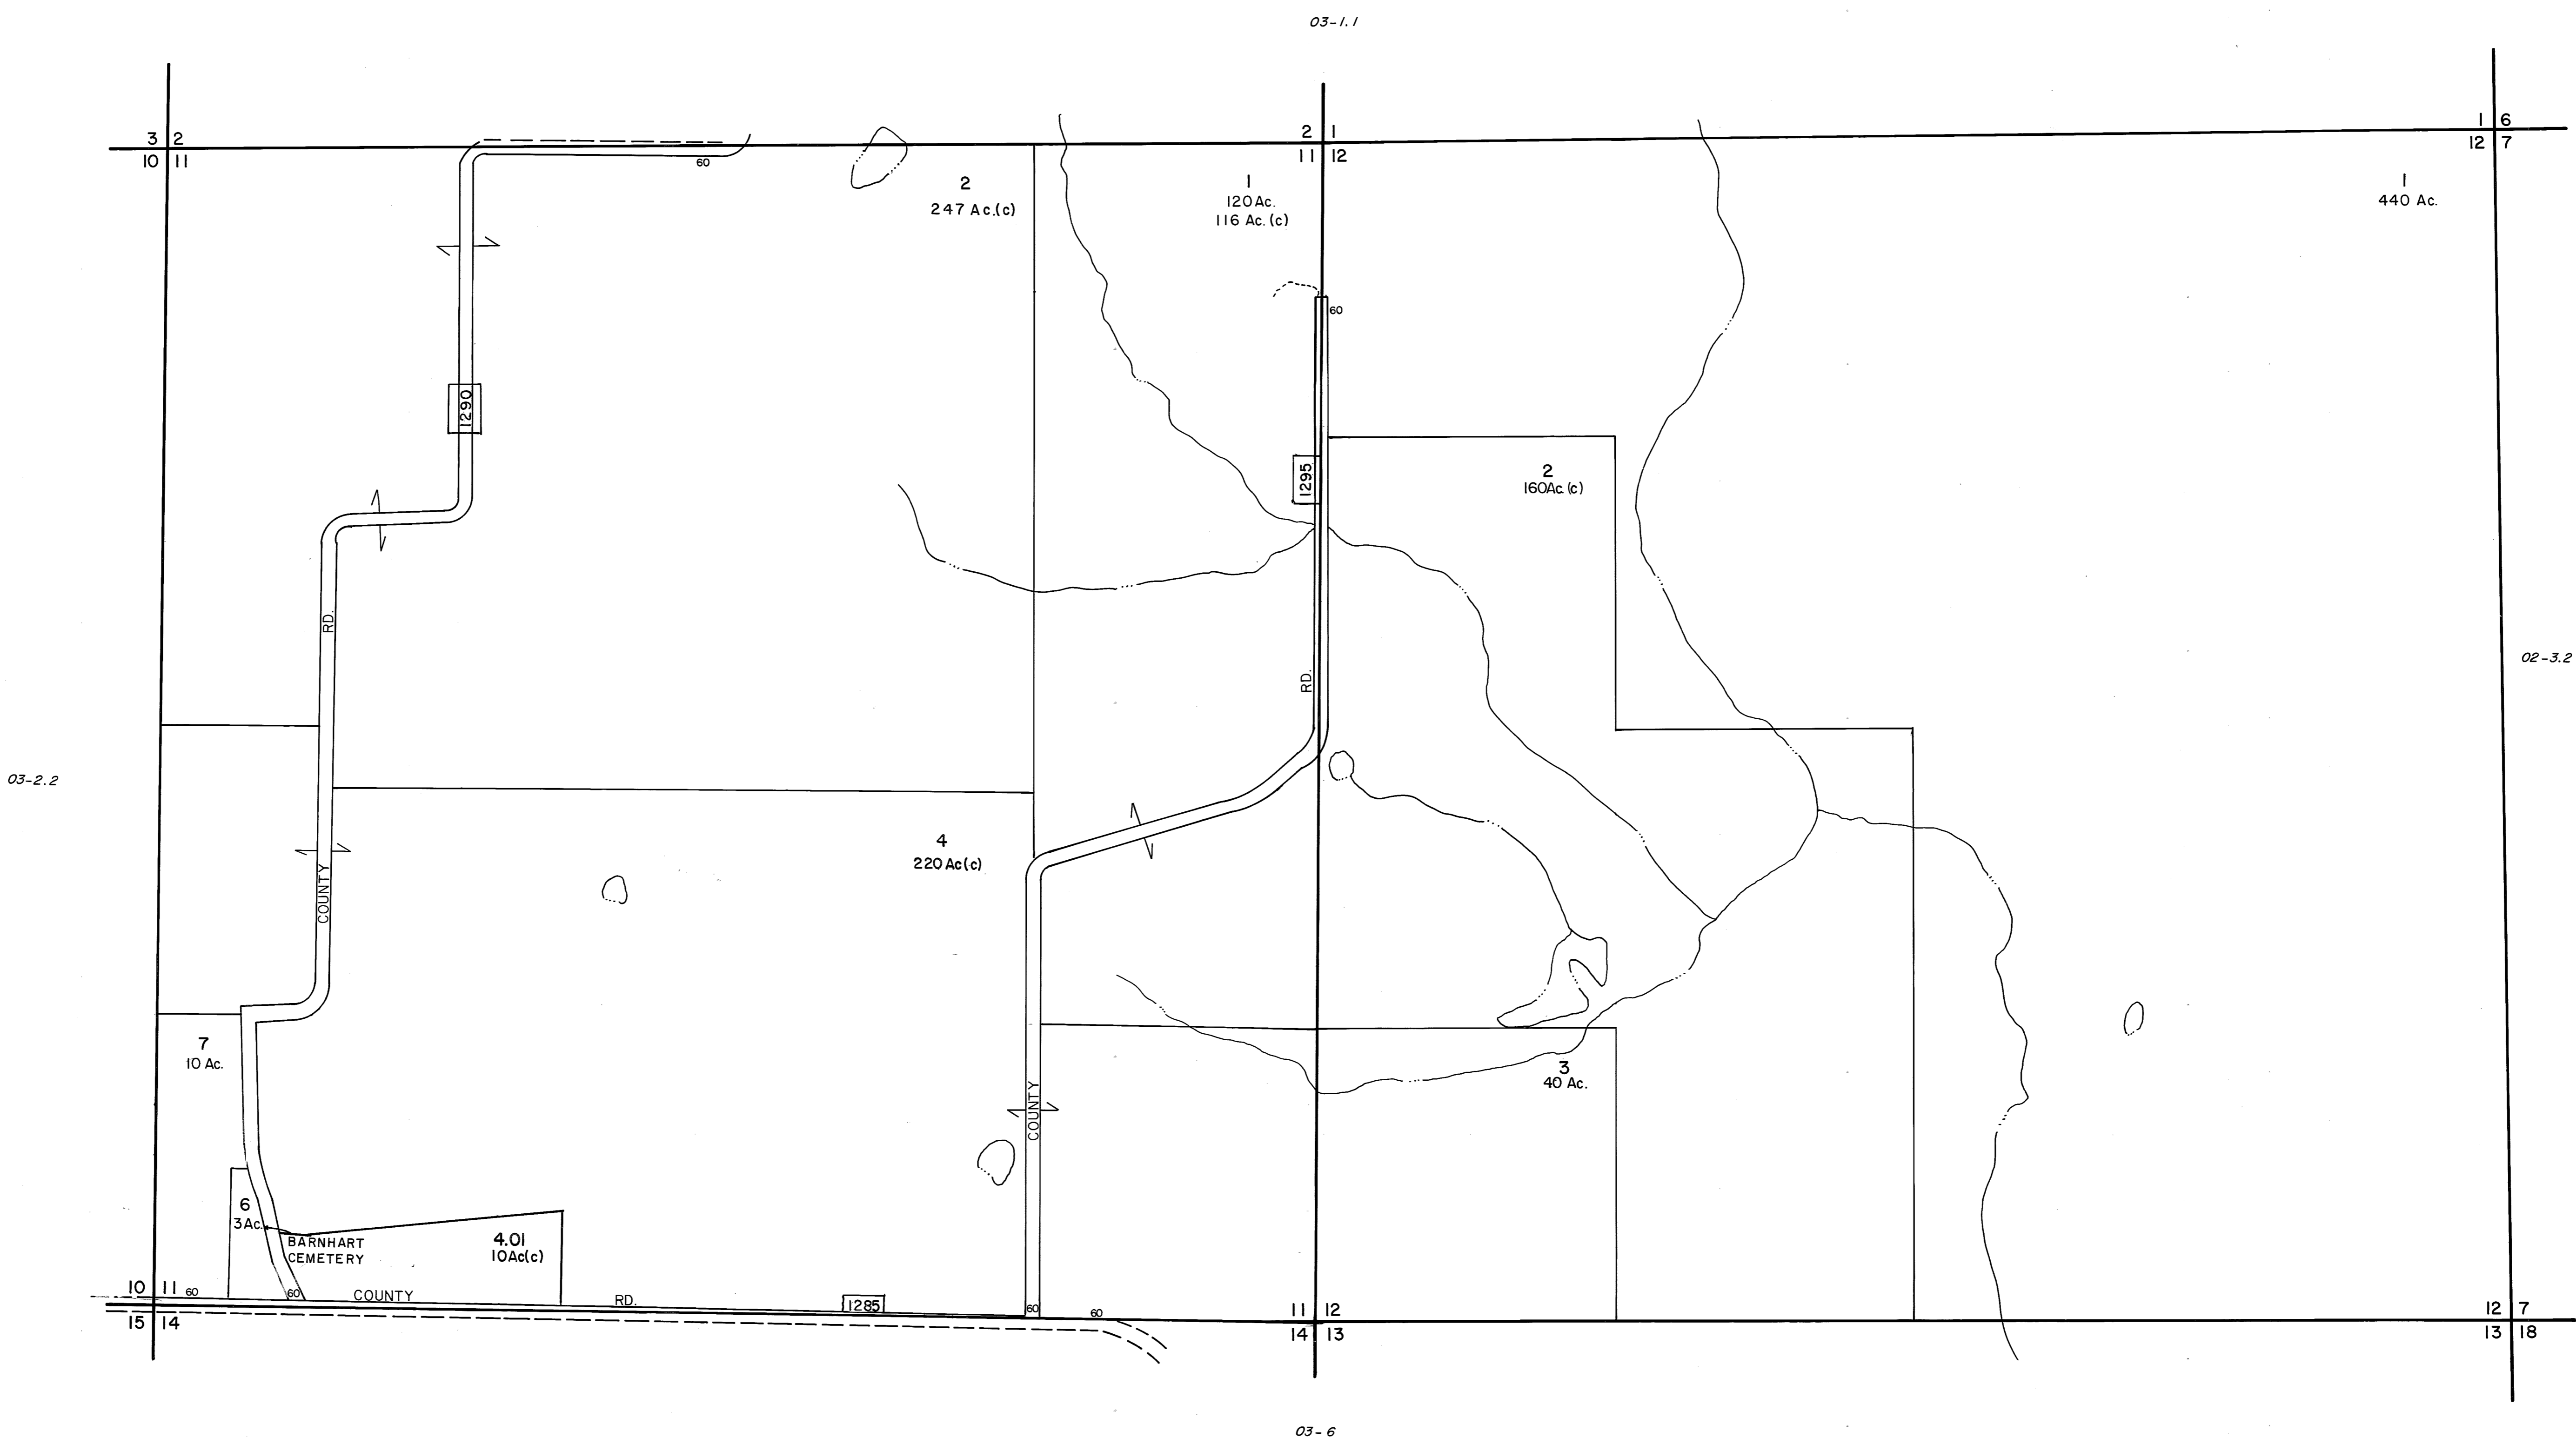 03-1.1
3 2
10 11
2 1
11 12
1 6
12 7
60
2
247 Ac.(c)
1
120 Ac.
116 Ac. (c)
1
440 Ac.
60
1290
1295
2
160Ac. (c)
RD.
RD.
02-3.2
03-2.2
4
220 Ac(c)
COUNTY
7
10 Ac.
3
40 Ac.
COUNTY
6
3Ac.
BARNHART
CEMETERY
4.01
10Ac(c)
10 11
15 14
60
60
COUNTY RD.
1285
60
60
11 12
14 13
12 7
13 18
03-6